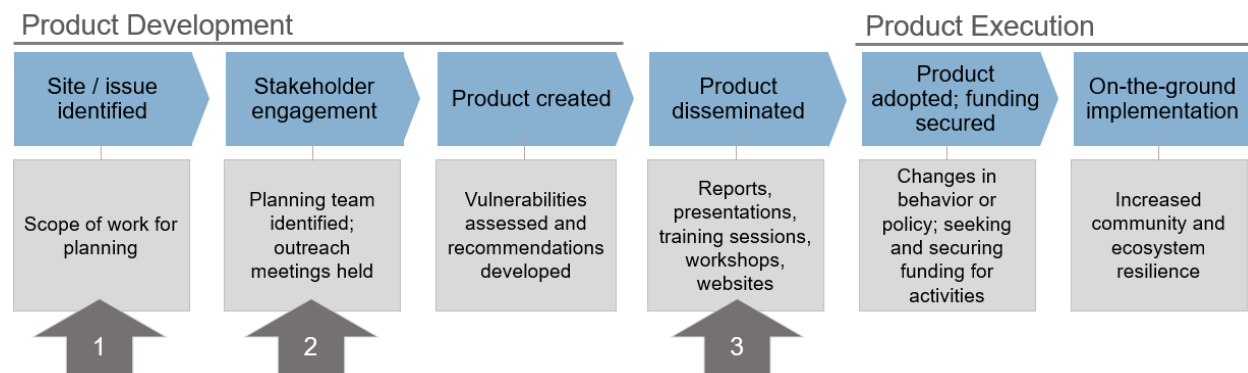 Product Development
Product Execution
Site / issue
identified
Stakeholder
engagement
Product created
Product
disseminated
Product
adopted; funding
secured
On-the-ground
implementation
Scope of work for
planning
Planning team
identified;
outreach
meetings held
Vulnerabilities
assessed and
recommendations
developed
Reports,
presentations,
training sessions,
workshops,
websites
Changes in
behavior or
policy; seeking
and securing
funding for
activities
Increased
community and
ecosystem
resilience
1
2
3